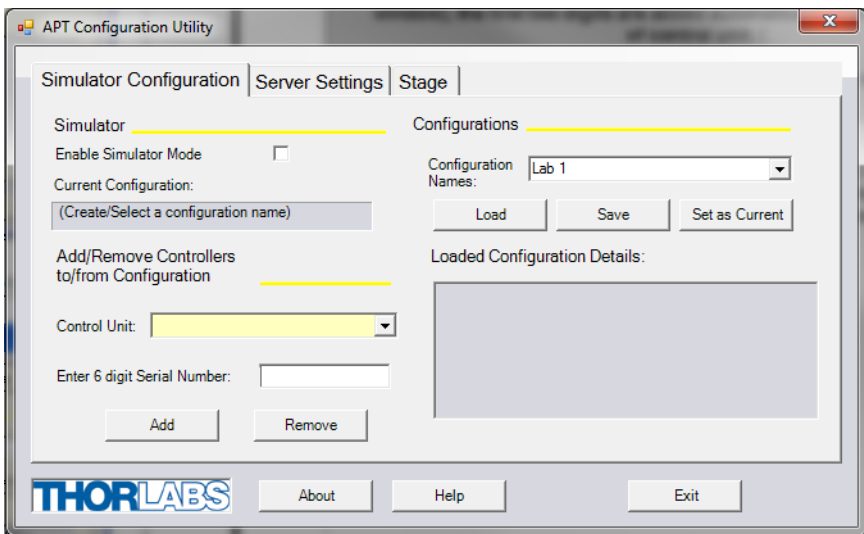 APT Configuration Utility
Simulator Configuration
Server Settings
Stage
Simulator
Enable Simulator Mode
Current Configuration:
(Create/Select a configuration name)
Add/Remove Controllers
to/from Configuration
Control Unit:
Enter 6 digit Serial Number:
Add
Remove
Configurations
Configuration
Names:
Lab 1
Load
Save
Set as Current
Loaded Configuration Details:
THORLABS
About
Help
Exit